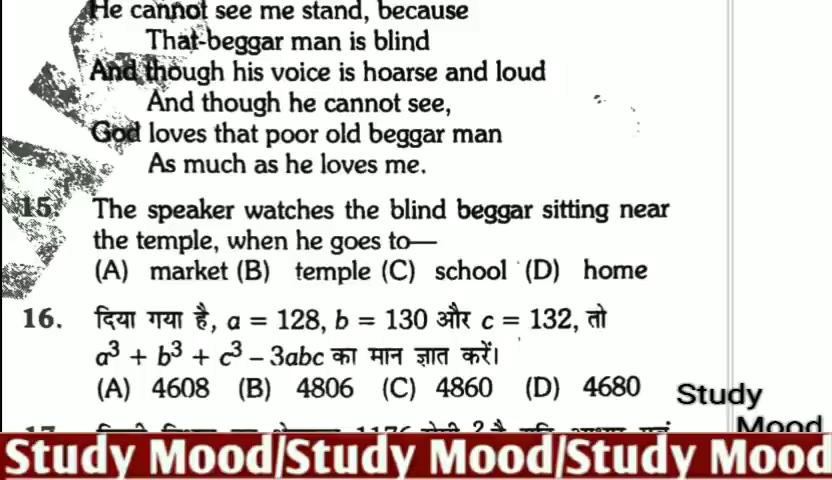 He cannot see me stand, because
That-beggar man is blind
And though his voice is hoarse and loud
And though he cannot see,
God loves that poor old beggar man
As much as he loves me.
15. The speaker watches the blind beggar sitting near
the temple, when he goes to—
(A) market (B) temple (C) school (D) home
16. दिया गया है, a = 128, b = 130 और c = 132, तो
a³ + b³ + c³ – 3abc का मान ज्ञात करें।
(A) 4608 (B) 4806 (C) 4860 (D) 4680
Study
Mood
17. 1176 ?
Study Mood/Study Mood/Study Mood